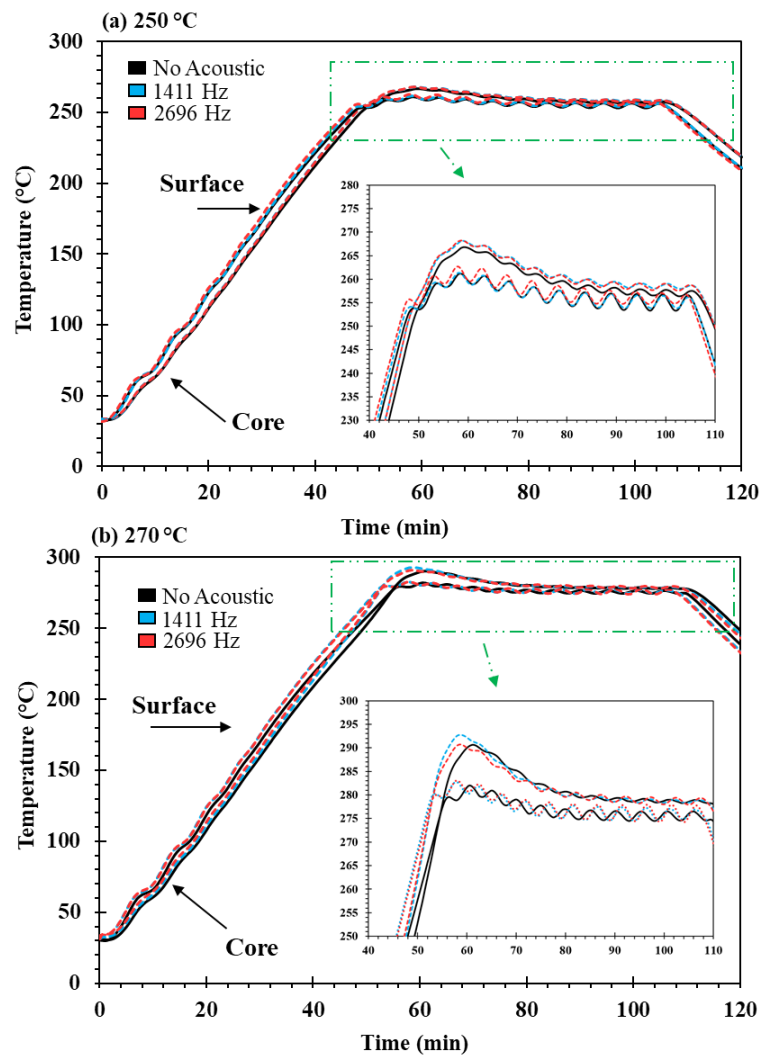 (a) 250 °C
300
250
200
150
100
50
0
Temperature (°C)
No Acoustic
1411 Hz
2696 Hz
Surface
Core
280
275
270
265
260
255
250
245
240
235
230
40 50 60 70 80 90 100 110
0 20 40 60 80 100 120
Time (min)
(b) 270 °C
300
250
200
150
100
50
0
Temperature (°C)
No Acoustic
1411 Hz
2696 Hz
Surface
Core
300
295
290
285
280
275
270
265
260
255
250
40 50 60 70 80 90 100 110
0 20 40 60 80 100 120
Time (min)